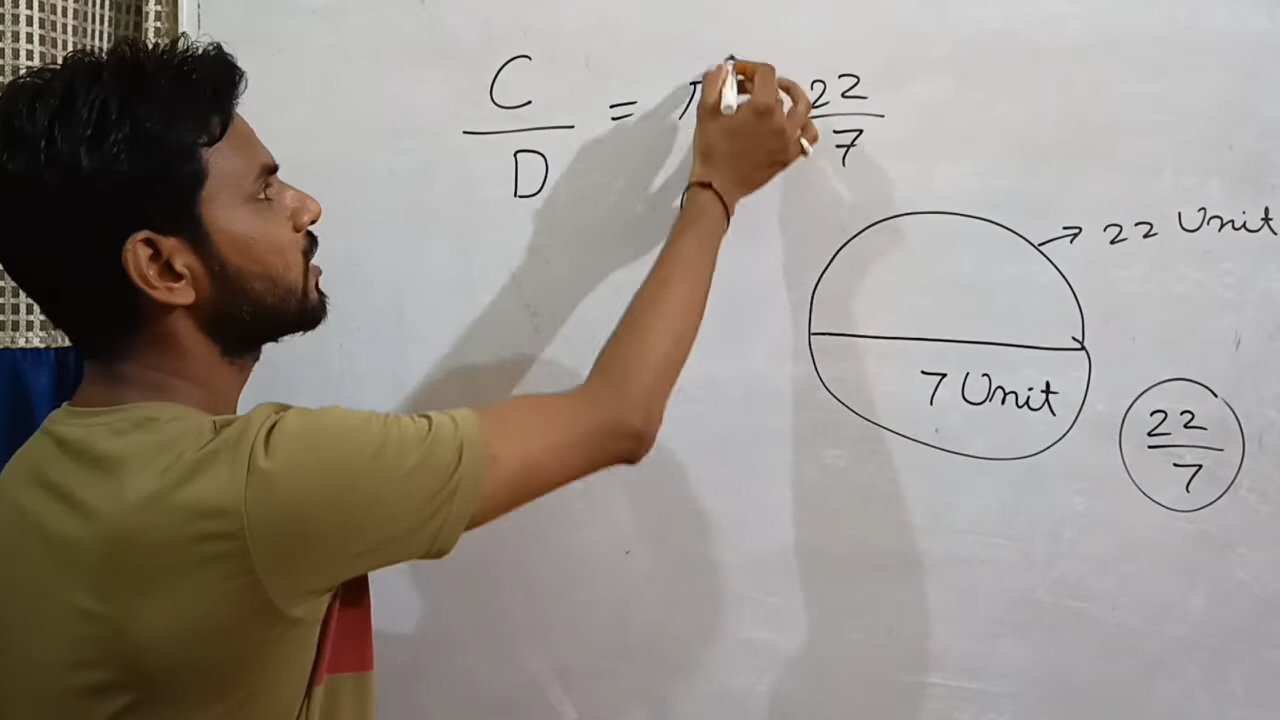 C/D = π 22/7
22 Unit
7 Unit
22/7